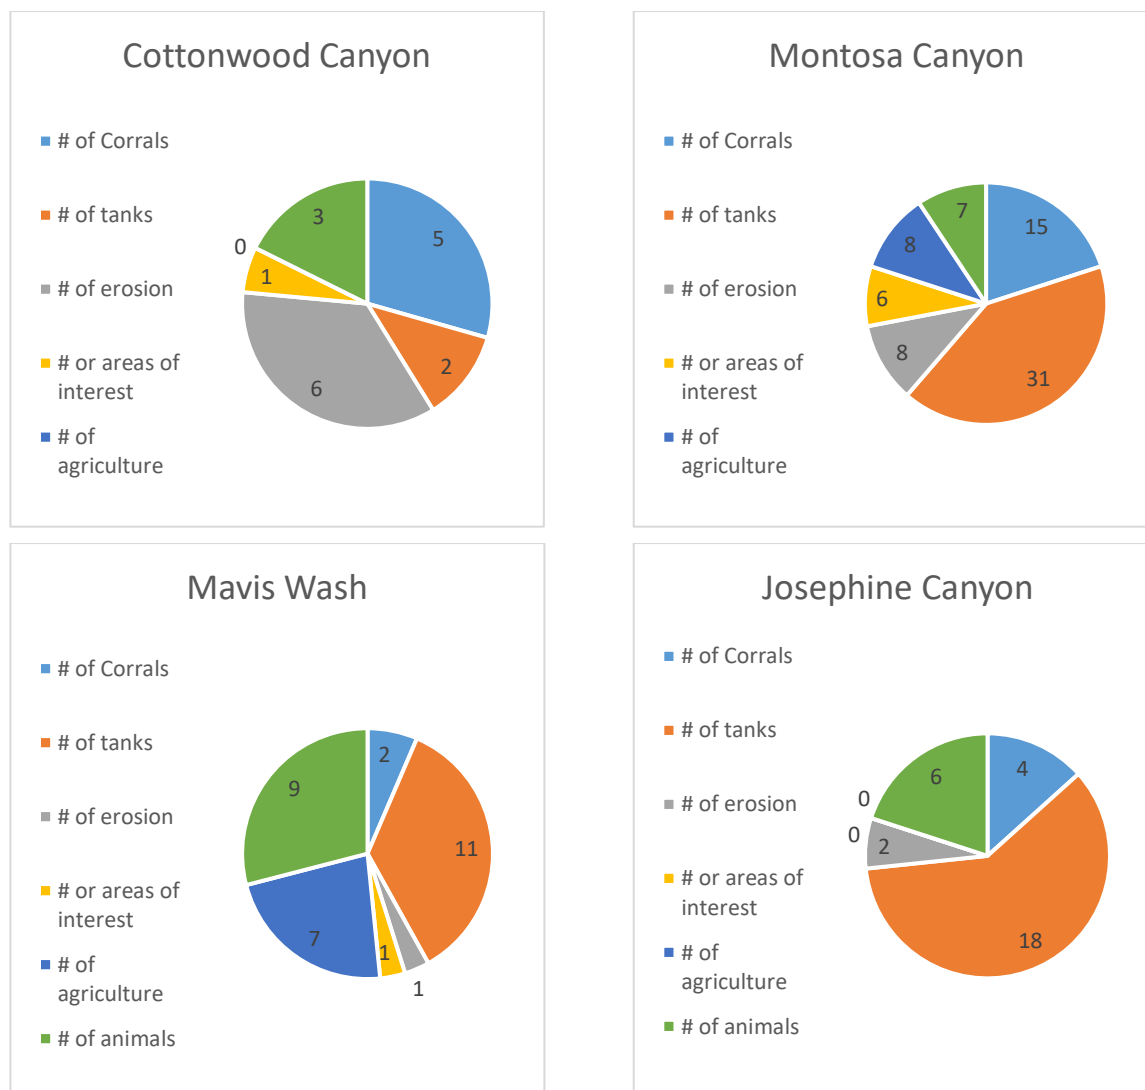 Cottonwood Canyon
# of Corrals
# of tanks
# of erosion
# or areas of
interest
# of
agriculture
3
5
0
1
2
6
Montosa Canyon
# of Corrals
# of tanks
# of erosion
# or areas of
interest
# of
agriculture
7
15
8
6
8
31
Mavis Wash
# of Corrals
# of tanks
# of erosion
# or areas of
interest
# of
agriculture
# of animals
2
9
11
7
1
1
Josephine Canyon
# of Corrals
# of tanks
# of erosion
# or areas of
interest
# of
agriculture
# of animals
6
4
0
0
2
18